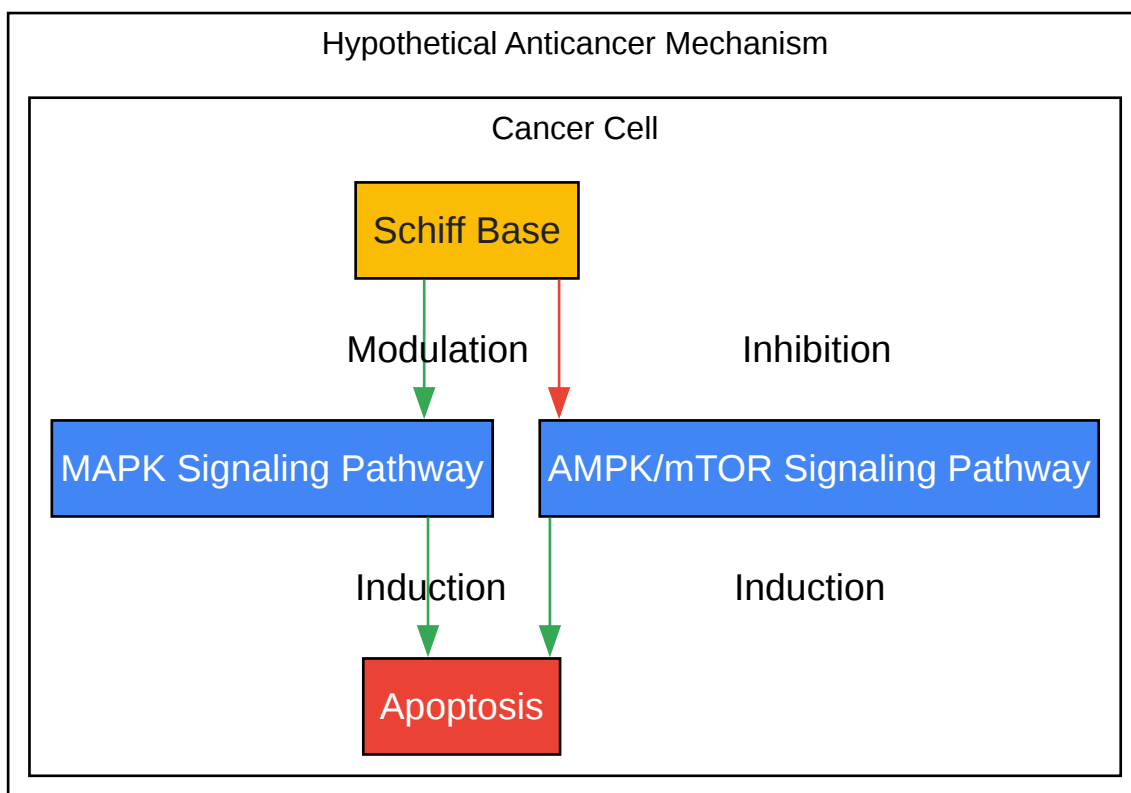 Hypothetical Anticancer Mechanism
Cancer Cell
Schiff Base
Modulation
Inhibition
MAPK Signaling Pathway
AMPK/mTOR Signaling Pathway
Induction
Induction
Apoptosis